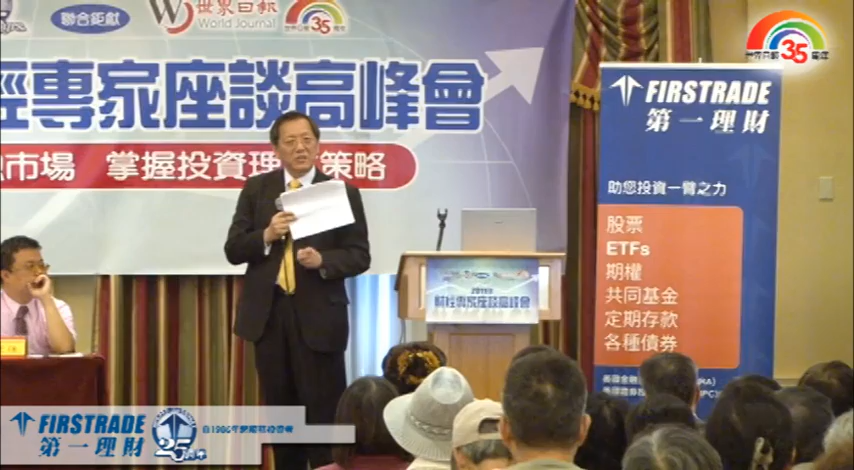 聯合鉅獻
世界日報
World Journal
35
經專家座談高峰會
市場 掌握投資理 策略
35
FIRSTRADE
第一理財
助您投資一臂之力
股票
ETFs
期權
共同基金
定期存款
各種債券
財經專家座談高峰會
FIRSTRADE
第一理財
25